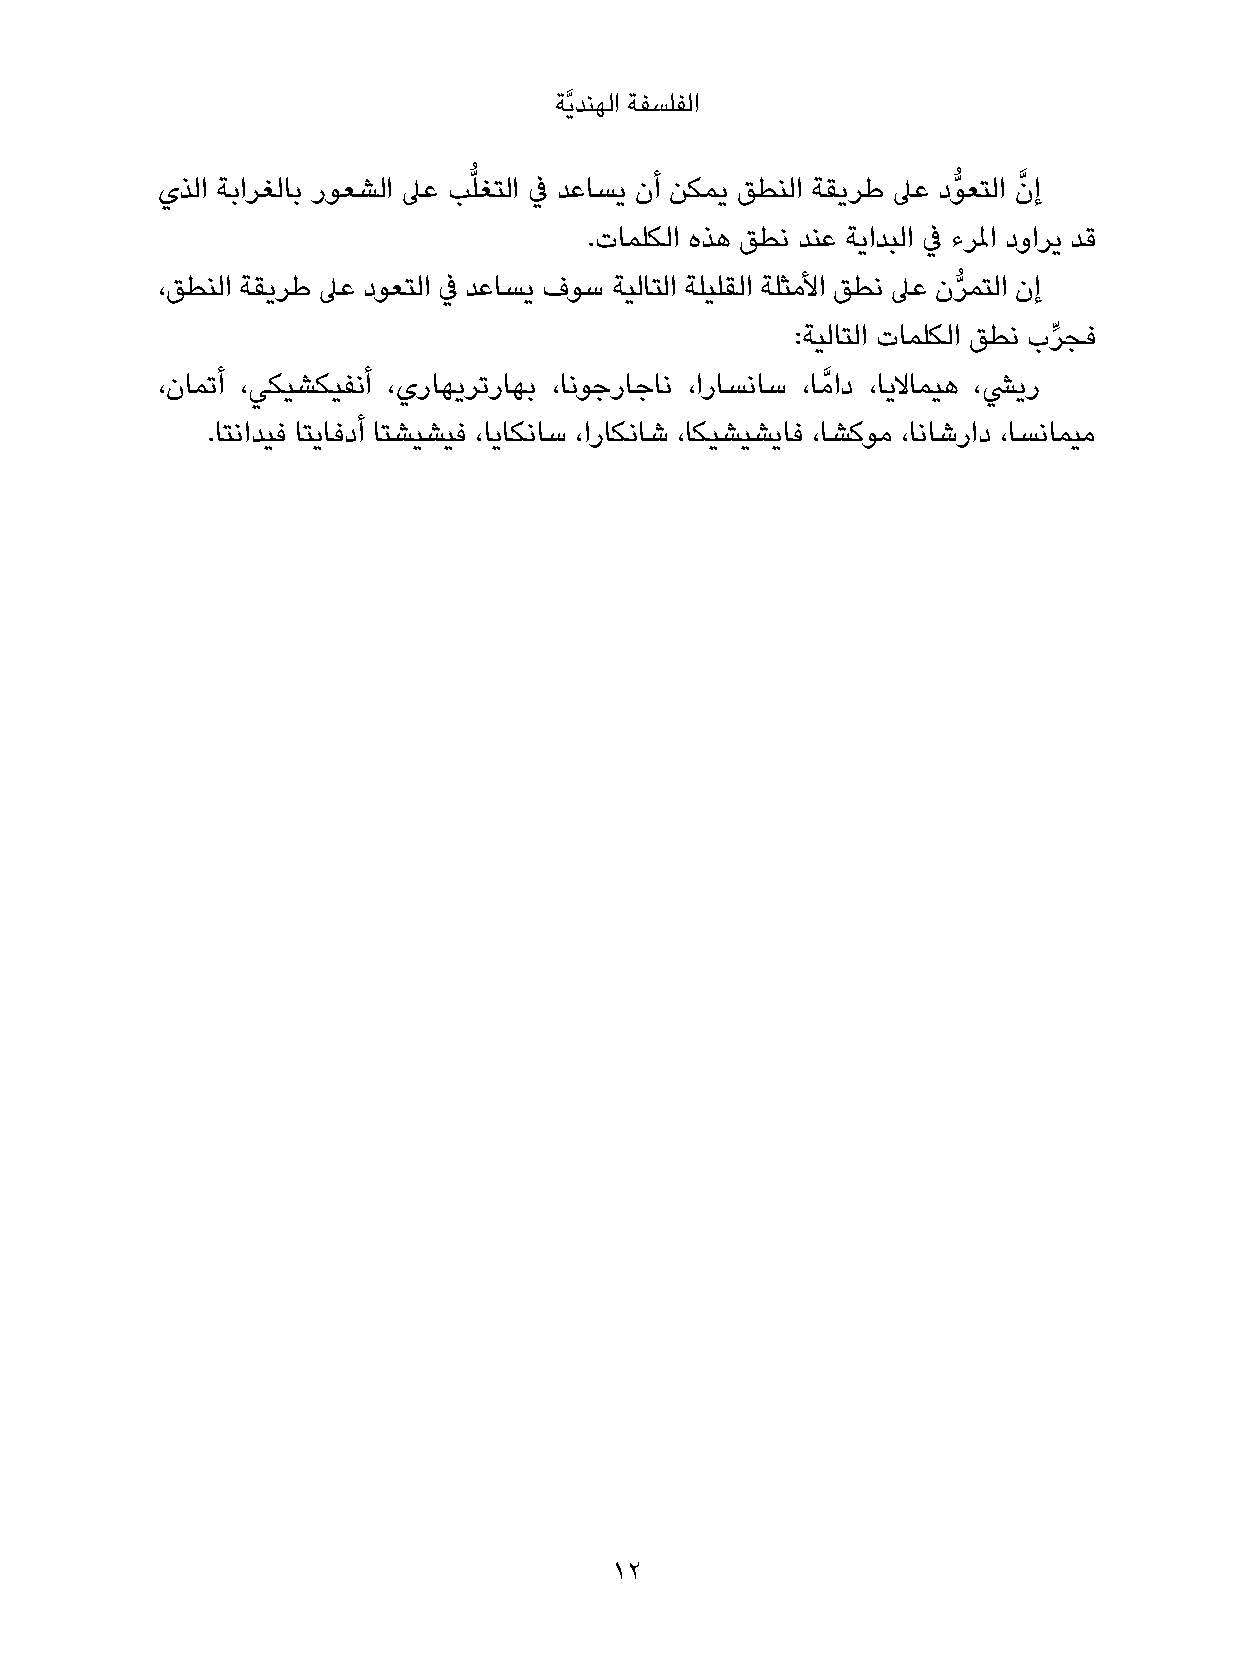 الفلسفة الهنديَّة
إنَّ التعوُّد على طريقة النطق يمكن أن يساعد في التغلُّب على الشعور بالغرابة الذي
قد يراود المرء في البداية عند نطق هذه الكلمات.
إن التمرُّن على نطق الأمثلة القليلة التالية سوف يساعد في التعود على طريقة النطق،
فجرِّب نطق الكلمات التالية:
ريشي، هيمالايا، دامَّا، سانسارا، ناجارجونا، بهارتريهاري، أنفيكشيكي، أتمان،
ميمانسا، دارشانا، موكشا، فايشيشيكا، شانكارا، سانكايا، فيشيشتا أدفايتا فيدانتا.
١٢